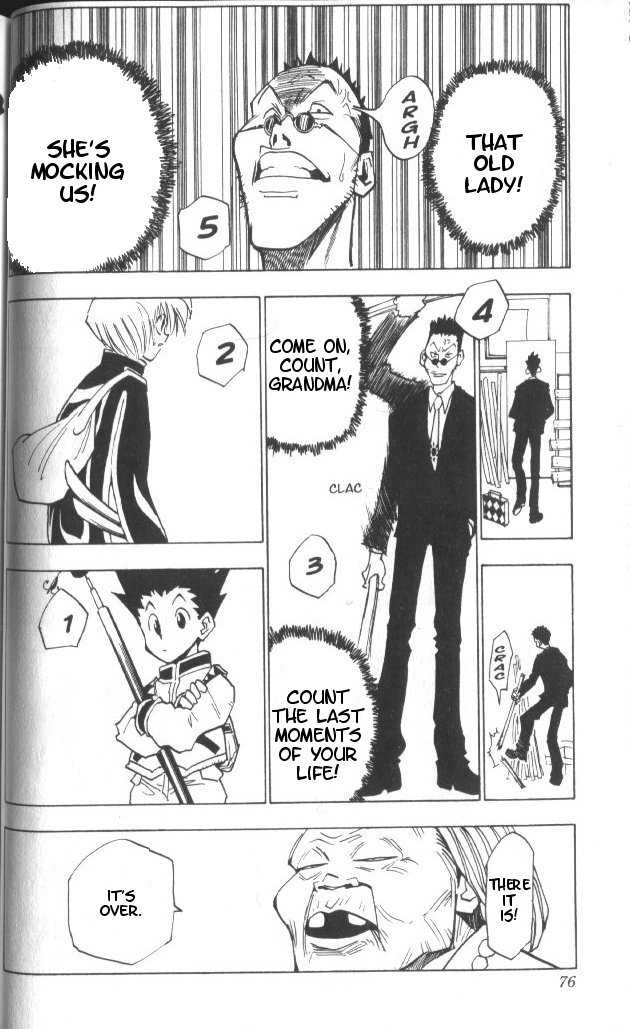 THAT
OLD
LADY!
ARGH
SHE'S
MOCKING
US!
5
4
COME ON,
COUNT,
GRANDMA!
CLAC
CRAC
3
COUNT
THE LAST
MOMENTS
OF YOUR
LIFE!
2
1
THERE
IT
IS!
IT'S
OVER.
76